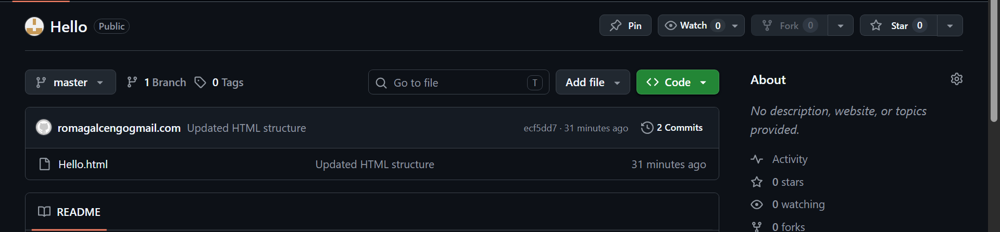 Hello Public Pin Watch 0 Fork 0 Star 0
master 1 Branch 0 Tags Go to file T Add file Code
romagalcengogmail.com Updated HTML structure ecf5dd7 · 31 minutes ago 2 Commits
Hello.html Updated HTML structure 31 minutes ago
README
About
No description, website, or topics
provided.
Activity
0 stars
0 watching
0 forks